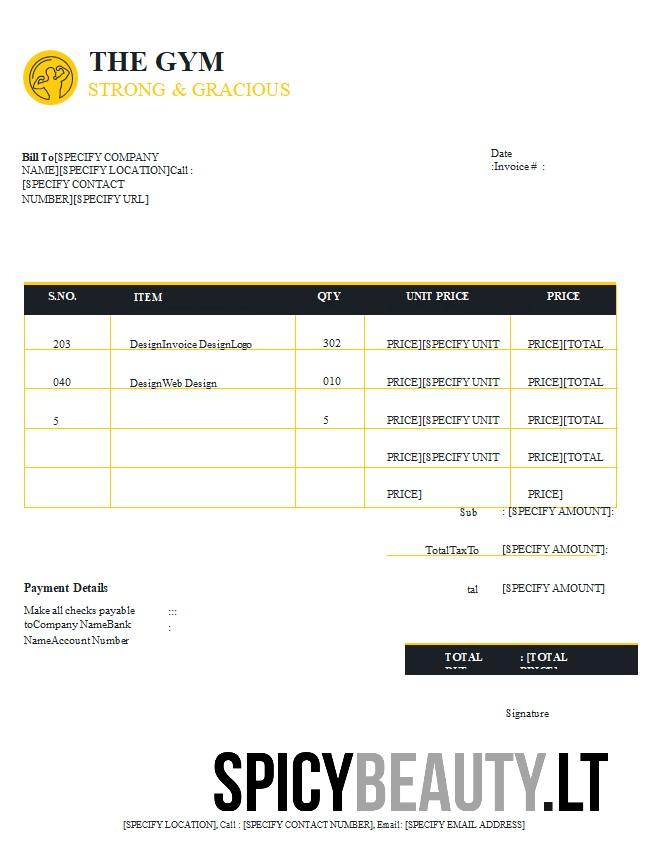 THE GYM
STRONG & GRACIOUS
Bill To[SPECIFY COMPANY
NAME][SPECIFY LOCATION]Call :
[SPECIFY CONTACT
NUMBER][SPECIFY URL]
Date
:Invoice # :
S.NO. ITEM QTY UNIT PRICE PRICE
203 DesignInvoice DesignLogo 302 PRICE][SPECIFY UNIT PRICE][TOTAL
040 DesignWeb Design 010 PRICE][SPECIFY UNIT PRICE][TOTAL
5 5 PRICE][SPECIFY UNIT PRICE][TOTAL
PRICE][SPECIFY UNIT PRICE][TOTAL
PRICE] PRICE]
Sub : [SPECIFY AMOUNT]:
TotalTaxTo [SPECIFY AMOUNT]:
tal [SPECIFY AMOUNT]
Payment Details
Make all checks payable :::
toCompany NameBank :
NameAccount Number
TOTAL : [TOTAL
Signature
SPICYBEAUTY.LT
[SPECIFY LOCATION], Call : [SPECIFY CONTACT NUMBER], Email: [SPECIFY EMAIL ADDRESS]